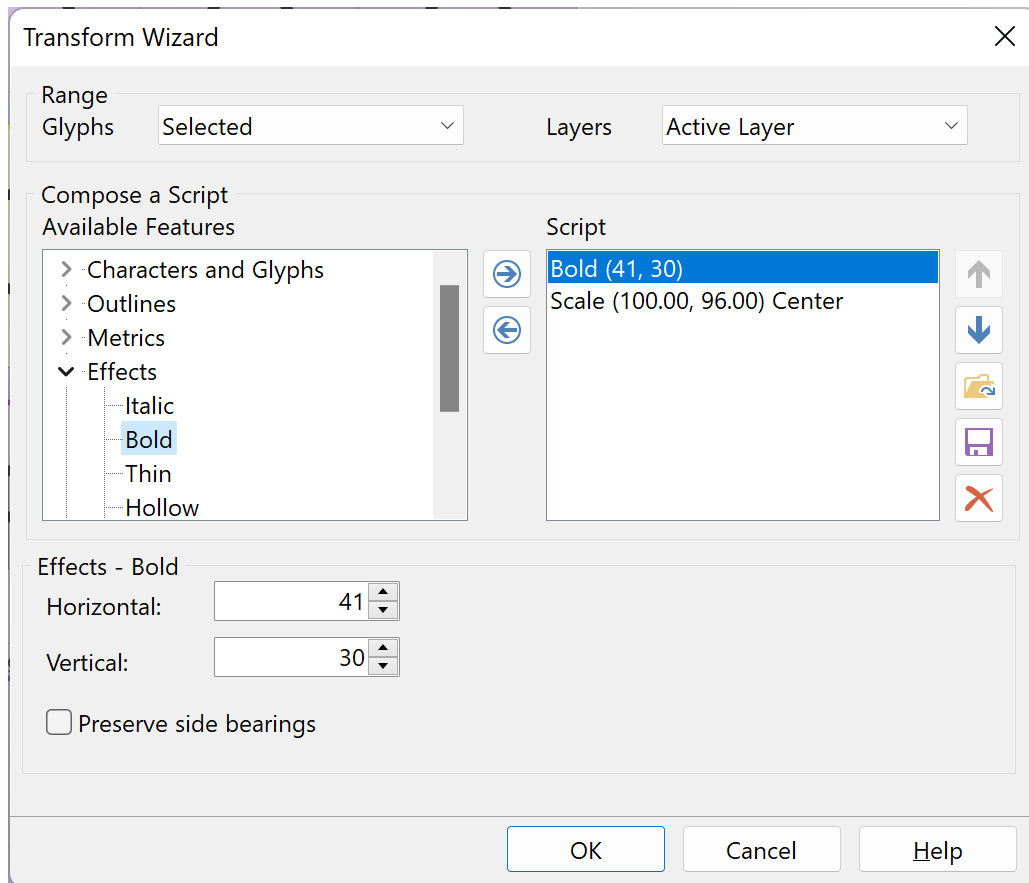 Transform Wizard
Range
Glyphs Selected Layers Active Layer
Compose a Script
Available Features Script
Characters and Glyphs
Outlines
Metrics
Effects
Italic
Bold
Thin
Hollow
Bold (41, 30)
Scale (100.00, 96.00) Center
Effects - Bold
Horizontal: 41
Vertical: 30
Preserve side bearings
OK Cancel Help